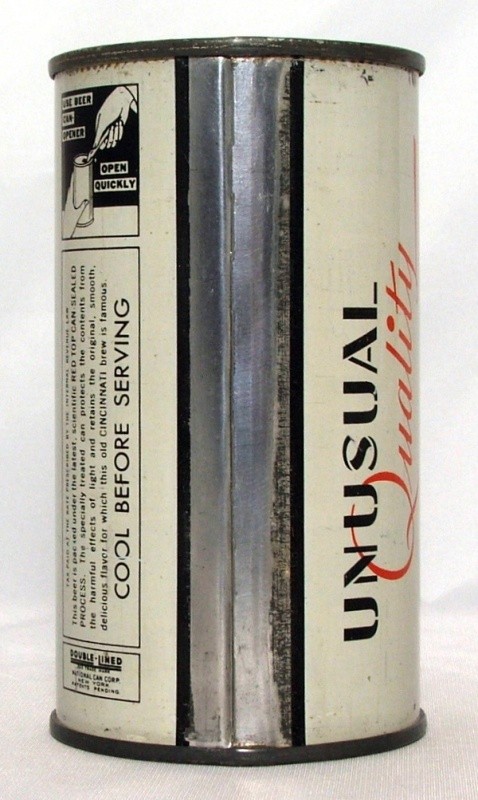 USE BEER
CAN-
OPENER
OPEN
QUICKLY
TAX PAID AT THE RATE PRESCRIBED BY THE INTERNAL REVENUE LAW
This beer is packed under the latest, scientific RED TOP CAN SEALED
PROCESS. The specially treated can protects the contents from
the harmful effects of light and retains the original, smooth,
delicious flavor for which this old CINCINNATI brew is famous.
COOL BEFORE SERVING
DOUBLE-LINED
TRADE MARK
NATIONAL CAN CORP.
NEW YORK
PATENTS PENDING
UNUSUAL
Quality